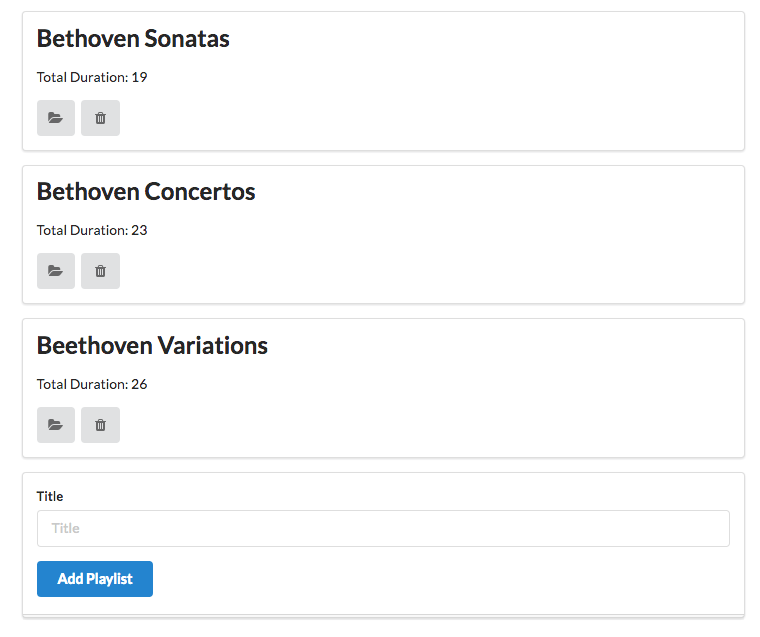 Bethoven Sonatas
Total Duration: 19
Bethoven Concertos
Total Duration: 23
Beethoven Variations
Total Duration: 26
Title
Title
Add Playlist